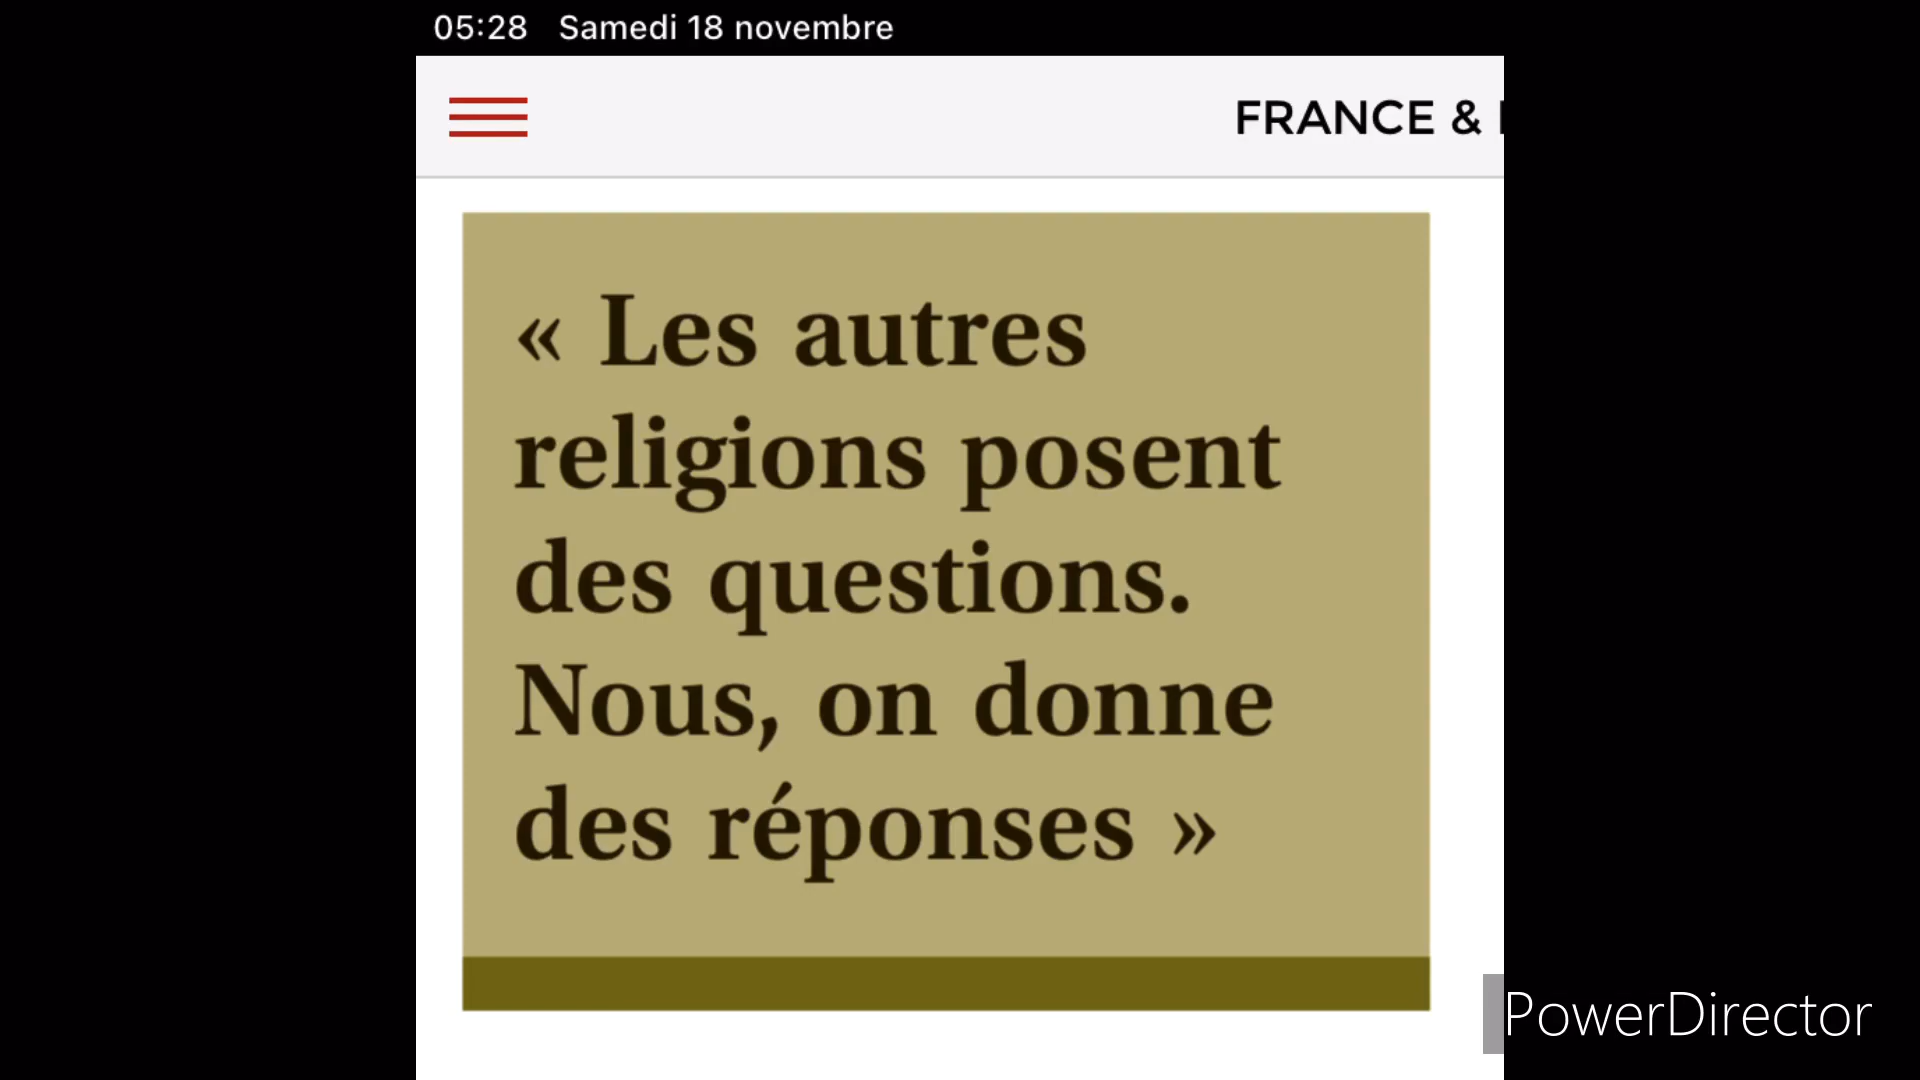 05:28 Samedi 18 novembre
FRANCE &
« Les autres
religions posent
des questions.
Nous, on donne
des réponses »
PowerDirector